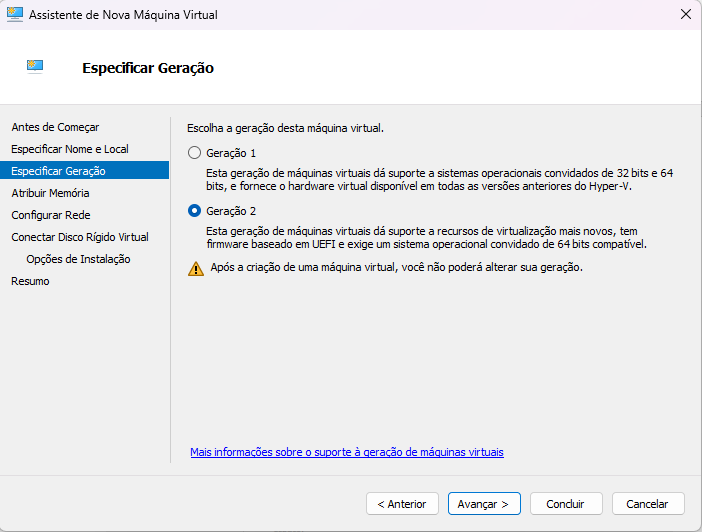 Assistente de Nova Máquina Virtual
Especificar Geração
Antes de Começar
Especificar Nome e Local
Especificar Geração
Atribuir Memória
Configurar Rede
Conectar Disco Rígido Virtual
Opções de Instalação
Resumo
Escolha a geração desta máquina virtual.
Geração 1
Esta geração de máquinas virtuais dá suporte a sistemas operacionais convidados de 32 bits e 64
bits, e fornece o hardware virtual disponível em todas as versões anteriores do Hyper-V.
Geração 2
Esta geração de máquinas virtuais dá suporte a recursos de virtualização mais novos, tem
firmware baseado em UEFI e exige um sistema operacional convidado de 64 bits compatível.
Após a criação de uma máquina virtual, você não poderá alterar sua geração.
Mais informações sobre o suporte à geração de máquinas virtuais
< Anterior
Avançar >
Concluir
Cancelar